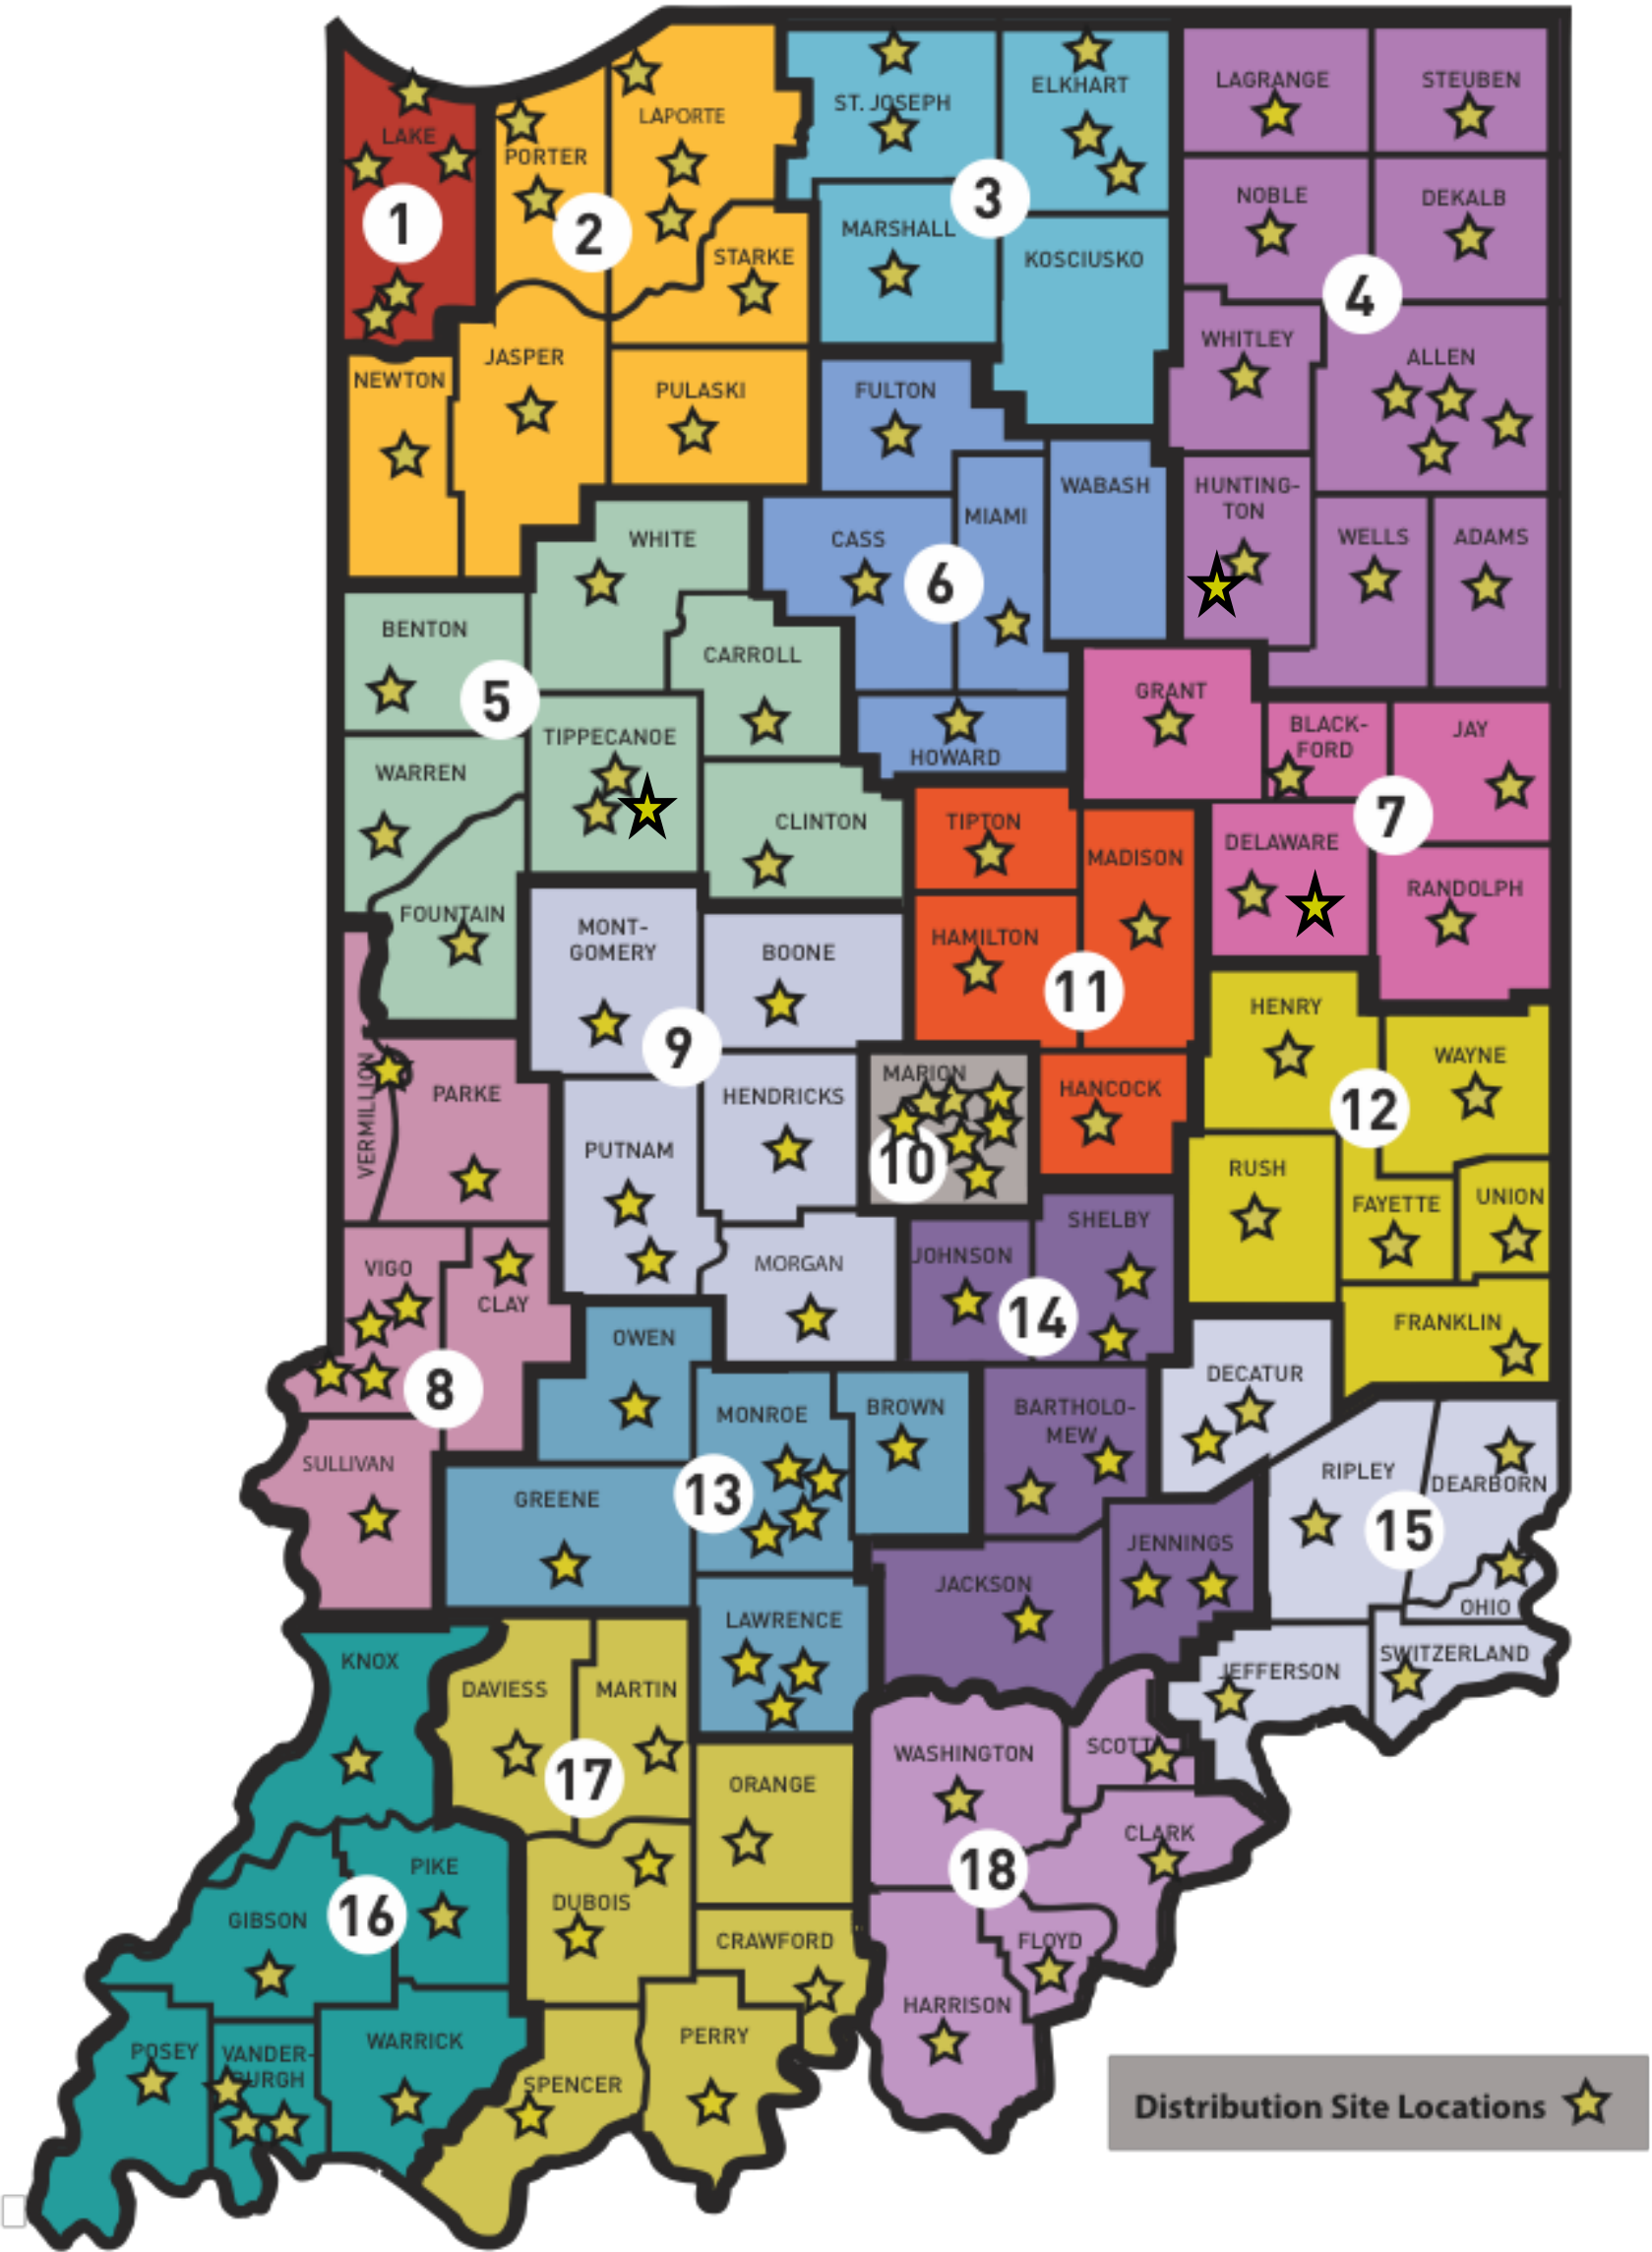 LAGRANGE
STEUBEN
ELKHART
ST. JOSEPH
LAPORTE
LAKE
PORTER
NOBLE
DEKALB
3
1
2
MARSHALL
STARKE
KOSCIUSKO
4
WHITLEY
ALLEN
JASPER
NEWTON
PULASKI
FULTON
WABASH
HUNTING-
TON
MIAMI
WHITE
CASS
WELLS
ADAMS
6
BENTON
CARROLL
5
GRANT
BLACK-
FORD
JAY
TIPPECANOE
HOWARD
WARREN
CLINTON
TIPTON
7
DELAWARE
MADISON
RANDOLPH
FOUNTAIN
MONT-
GOMERY
BOONE
HAMILTON
11
HENRY
9
WAYNE
MARION
VERMILLION
PARKE
HENDRICKS
HANCOCK
12
PUTNAM
10
RUSH
FAYETTE
UNION
SHELBY
JOHNSON
VIGO
MORGAN
CLAY
14
FRANKLIN
OWEN
8
DECATUR
MONROE
BROWN
BARTHOLO-
MEW
SULLIVAN
RIPLEY
DEARBORN
GREENE
13
15
JENNINGS
JACKSON
OHIO
LAWRENCE
KNOX
SWITZERLAND
JEFFERSON
DAVIESS
MARTIN
SCOTT
WASHINGTON
17
ORANGE
CLARK
18
PIKE
DUBOIS
16
GIBSON
CRAWFORD
FLOYD
HARRISON
PERRY
WARRICK
POSEY
VANDER-
BURGH
SPENCER
Distribution Site Locations